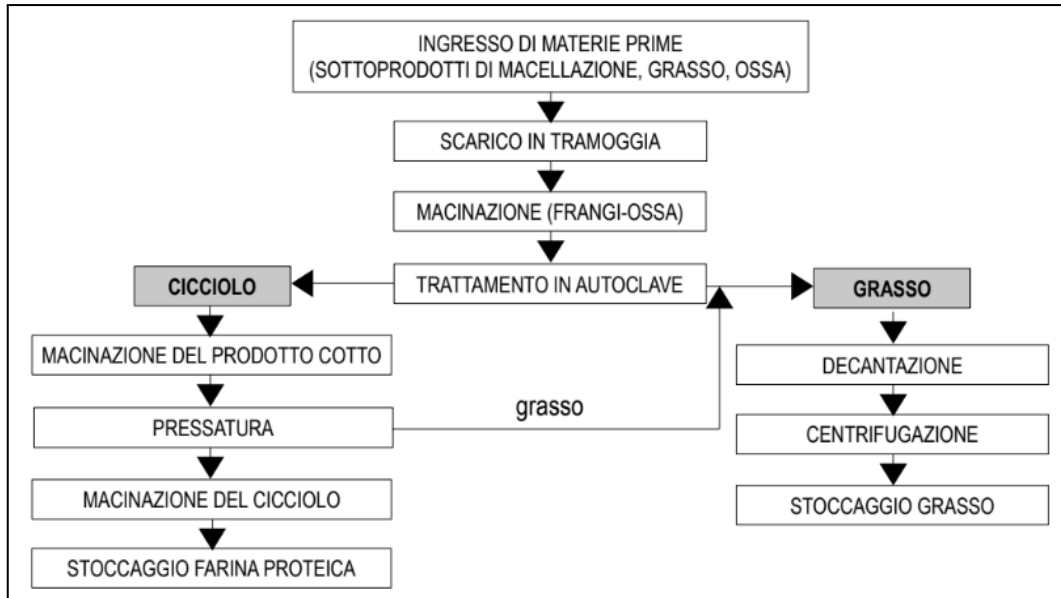 INGRESSO DI MATERIE PRIME
(SOTTOPRODOTTI DI MACELLAZIONE, GRASSO, OSSA)
SCARICO IN TRAMOGGIA
MACINAZIONE (FRANGI-OSSA)
TRATTAMENTO IN AUTOCLAVE
CICCIOLO
MACINAZIONE DEL PRODOTTO COTTO
PRESSATURA
MACINAZIONE DEL CICCIOLO
STOCCAGGIO FARINA PROTEICA
grasso
GRASSO
DECANTAZIONE
CENTRIFUGAZIONE
STOCCAGGIO GRASSO